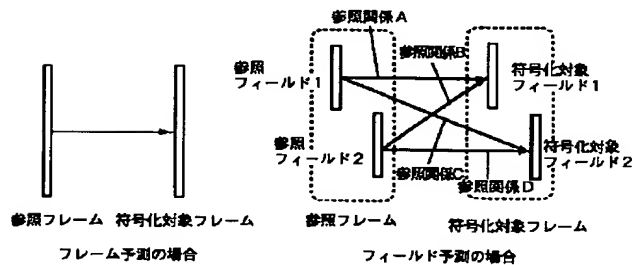 参照フレーム
符号化対象フレーム
フレーム予測の場合
参照関係A
参照関係B
参照
フィールド1
符号化対象
フィールド1
参照
フィールド2
符号化対象
フィールド2
参照関係C
参照関係D
参照フレーム
符号化対象フレーム
フィールド予測の場合